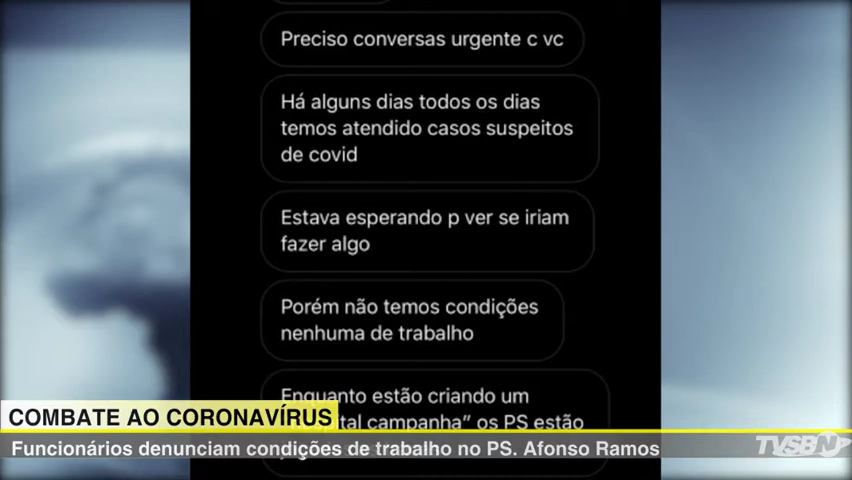 Preciso conversas urgente c vc
Há alguns dias todos os dias
temos atendido casos suspeitos
de covid
Estava esperando p ver se iriam
fazer algo
Porém não temos condições
nenhuma de trabalho
Enquanto estão criando um
campanha” os PS estão
COMBATE AO CORONAVÍRUS
Funcionários denunciam condições de trabalho no PS. Afonso Ramos
TVSBN